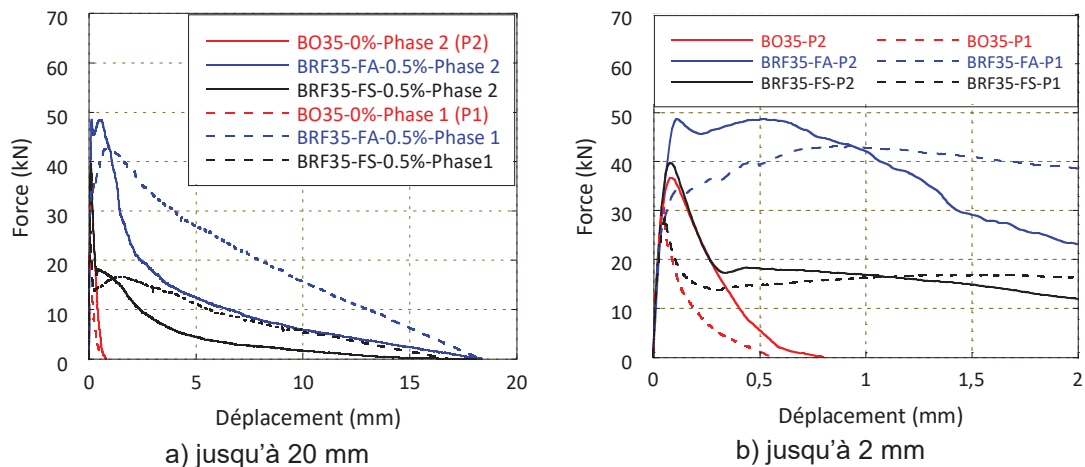 70
60
50
40
30
20
10
0
Force (kN)
BO35-0%-Phase 2 (P2)
BRF35-FA-0.5%-Phase 2
BRF35-FS-0.5%-Phase 2
BO35-0%-Phase 1 (P1)
BRF35-FA-0.5%-Phase 1
BRF35-FS-0.5%-Phase1
0 5 10 15 20
Déplacement (mm)
a) jusqu'à 20 mm
70
60
50
40
30
20
10
0
Force (kN)
BO35-P2 BO35-P1
BRF35-FA-P2 BRF35-FA-P1
BRF35-FS-P2 BRF35-FS-P1
0 0,5 1 1,5 2
Déplacement (mm)
b) jusqu'à 2 mm